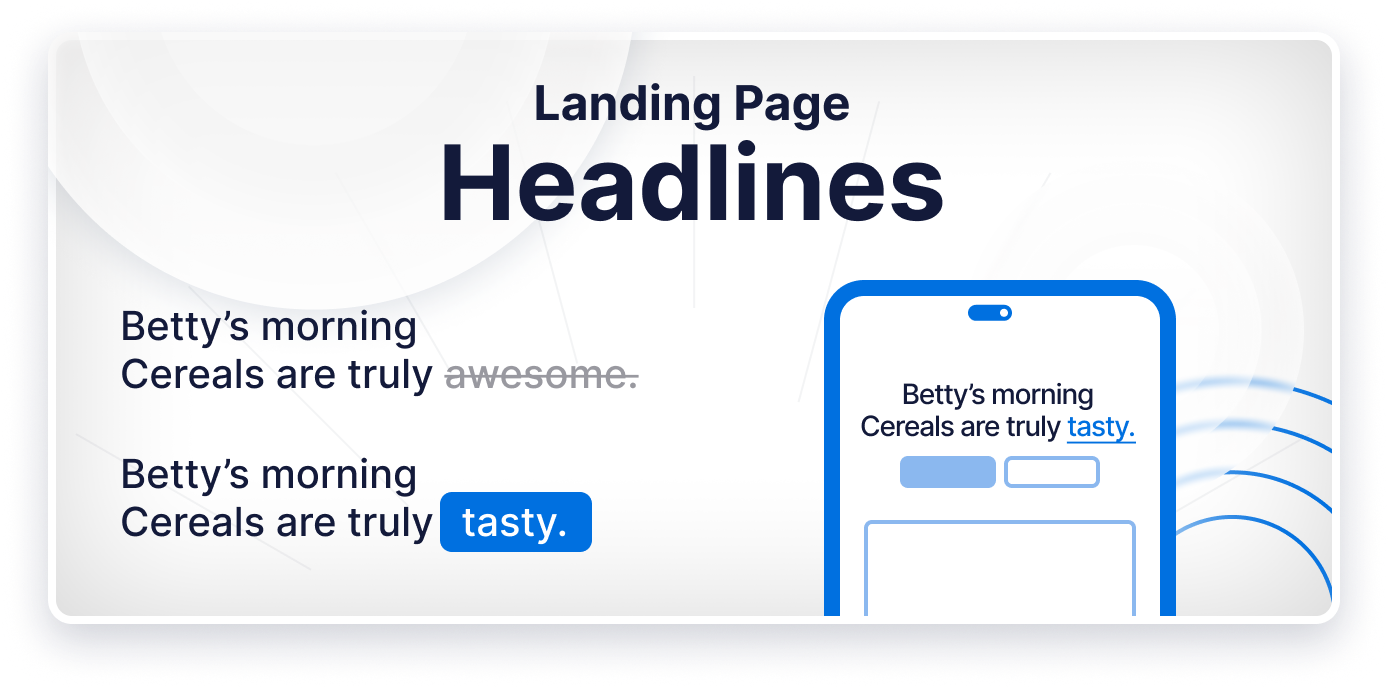 Landing Page
Headlines
Betty’s morning
Cereals are truly awesome.
Betty’s morning
Cereals are truly tasty.
Betty’s morning
Cereals are truly tasty.